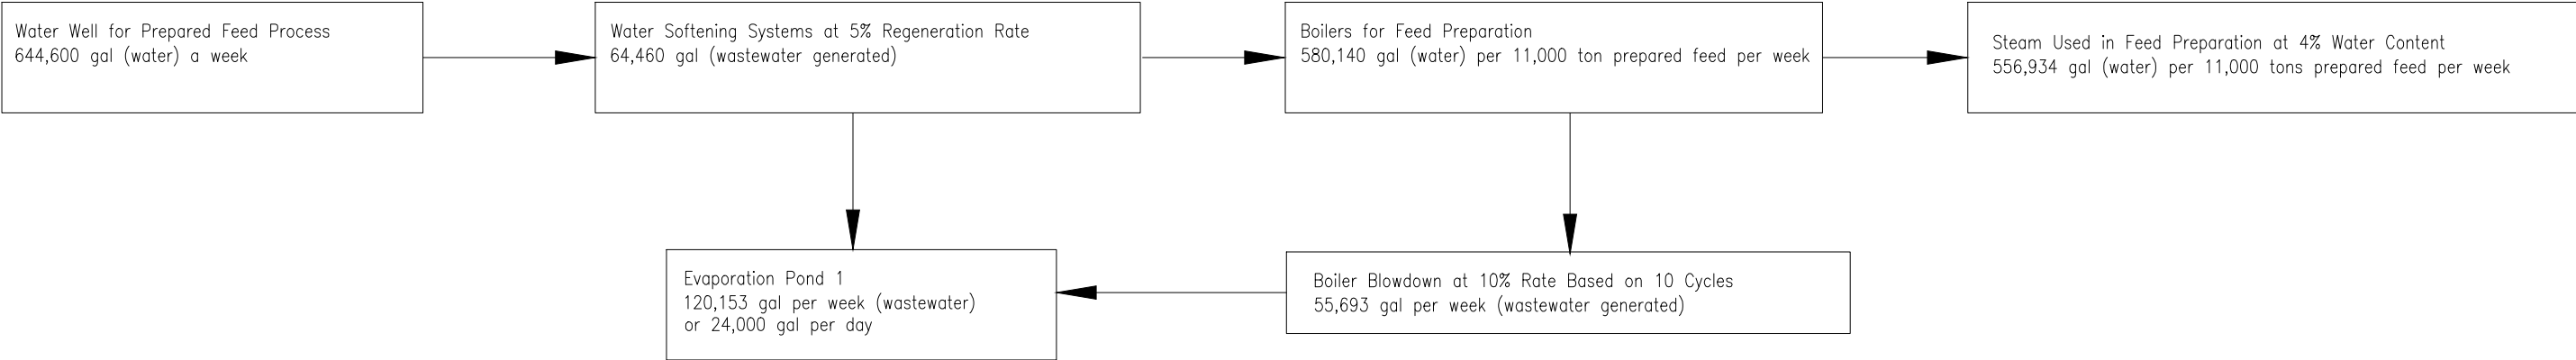 Water Well for Prepared Feed Process
644,600 gal (water) a week
Water Softening Systems at 5% Regeneration Rate
64,460 gal (wastewater generated)
Boilers for Feed Preparation
580,140 gal (water) per 11,000 ton prepared feed per week
Steam Used in Feed Preparation at 4% Water Content
556,934 gal (water) per 11,000 tons prepared feed per week
Evaporation Pond 1
120,153 gal per week (wastewater)
or 24,000 gal per day
Boiler Blowdown at 10% Rate Based on 10 Cycles
55,693 gal per week (wastewater generated)